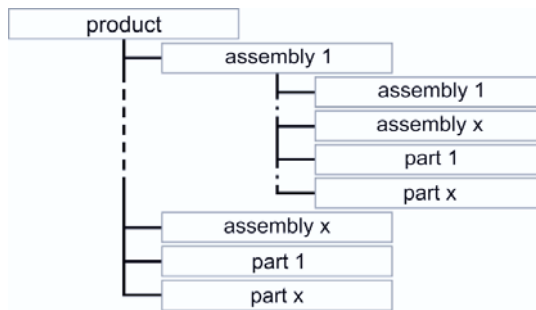 product
assembly 1
assembly 1
assembly x
part 1
part x
assembly x
part 1
part x